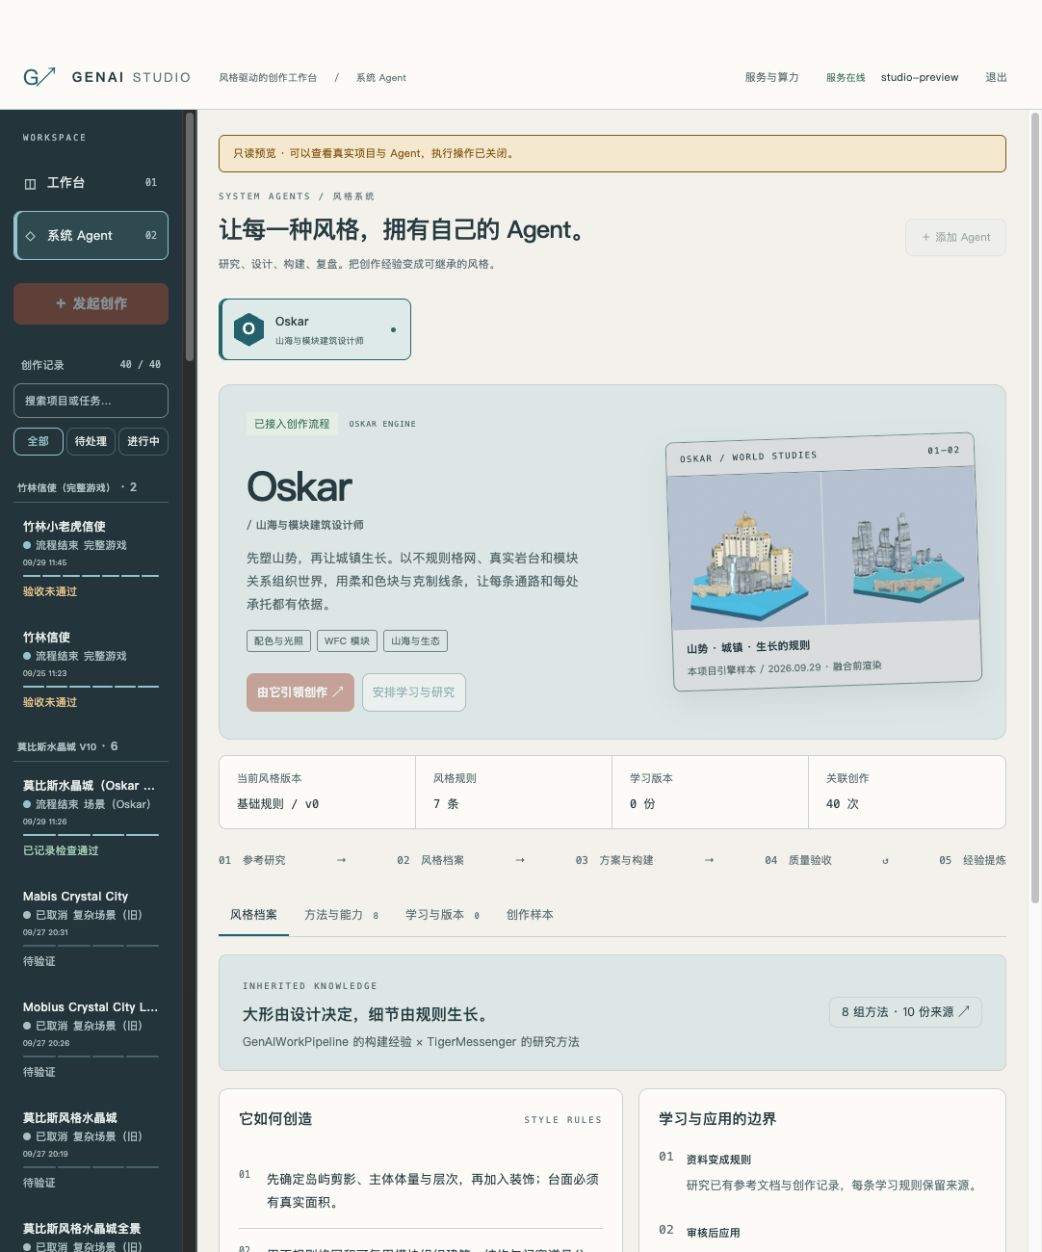 GENAI STUDIO
风格驱动的创作工作台 / 系统 Agent
服务与算力 服务在线 studio-preview 退出
WORKSPACE
工作台 01
系统 Agent 02
+ 发起创作
创作记录 40 / 40
搜索项目或任务...
全部 待处理 进行中
竹林信使（完整游戏） · 2
竹林小老虎信使
流程结束 完整游戏
09/29 11:45
验收未通过
竹林信使
流程结束 完整游戏
09/25 11:23
验收未通过
莫比斯水晶城 V10 · 6
莫比斯水晶城（Oskar ...
流程结束 场景（Oskar）
09/29 11:26
已记录检查通过
Mabis Crystal City
已取消 复杂场景（旧）
09/27 20:31
待验证
Mobius Crystal City L...
已取消 复杂场景（旧）
09/27 20:26
待验证
莫比斯风格水晶城
已取消 复杂场景（旧）
09/27 20:19
待验证
莫比斯风格水晶城全景
已取消 复杂场景（旧）
只读预览 · 可以查看真实项目与 Agent，执行操作已关闭。
SYSTEM AGENTS / 风格系统
让每一种风格，拥有自己的 Agent。
+ 添加 Agent
研究、设计、构建、复盘。把创作经验变成可继承的风格。
O
Oskar
山海与模块建筑设计师
已接入创作流程 OSKAR ENGINE
Oskar
/ 山海与模块建筑设计师
先塑山势，再让城镇生长。以不规则格网、真实岩台和模块
关系组织世界，用柔和色块与克制线条，让每条通路和每处
承托都有依据。
配色与光照 WFC 模块 山海与生态
由它引领创作 ↗ 安排学习与研究
OSKAR / WORLD STUDIES 01—02
山势 · 城镇 · 生长的规则
本项目引擎样本 / 2026.09.29 · 融合前渲染
当前风格版本
基础规则 / v0
风格规则
7 条
学习版本
0 份
关联创作
40 次
01 参考研究 → 02 风格档案 → 03 方案与构建 → 04 质量验收 ↺ 05 经验提炼
风格档案 方法与能力 8 学习与版本 0 创作样本
INHERITED KNOWLEDGE
大形由设计决定，细节由规则生长。
GenAIWorkPipeline 的构建经验 × TigerMessenger 的研究方法
8 组方法 · 10 份来源 ↗
它如何创造 STYLE RULES
01 先确定岛屿剪影、主体体量与层次，再加入装饰；台面必须
有真实面积。
02
学习与应用的边界
01 资料变成规则
研究已有参考文档与创作记录，每条学习规则保留来源。
02 审核后应用